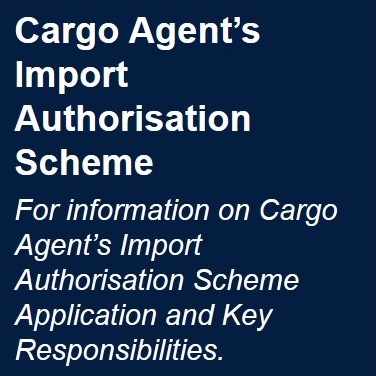 Cargo Agent’s
Import
Authorisation
Scheme
For information on Cargo
Agent’s Import
Authorisation Scheme
Application and Key
Responsibilities.